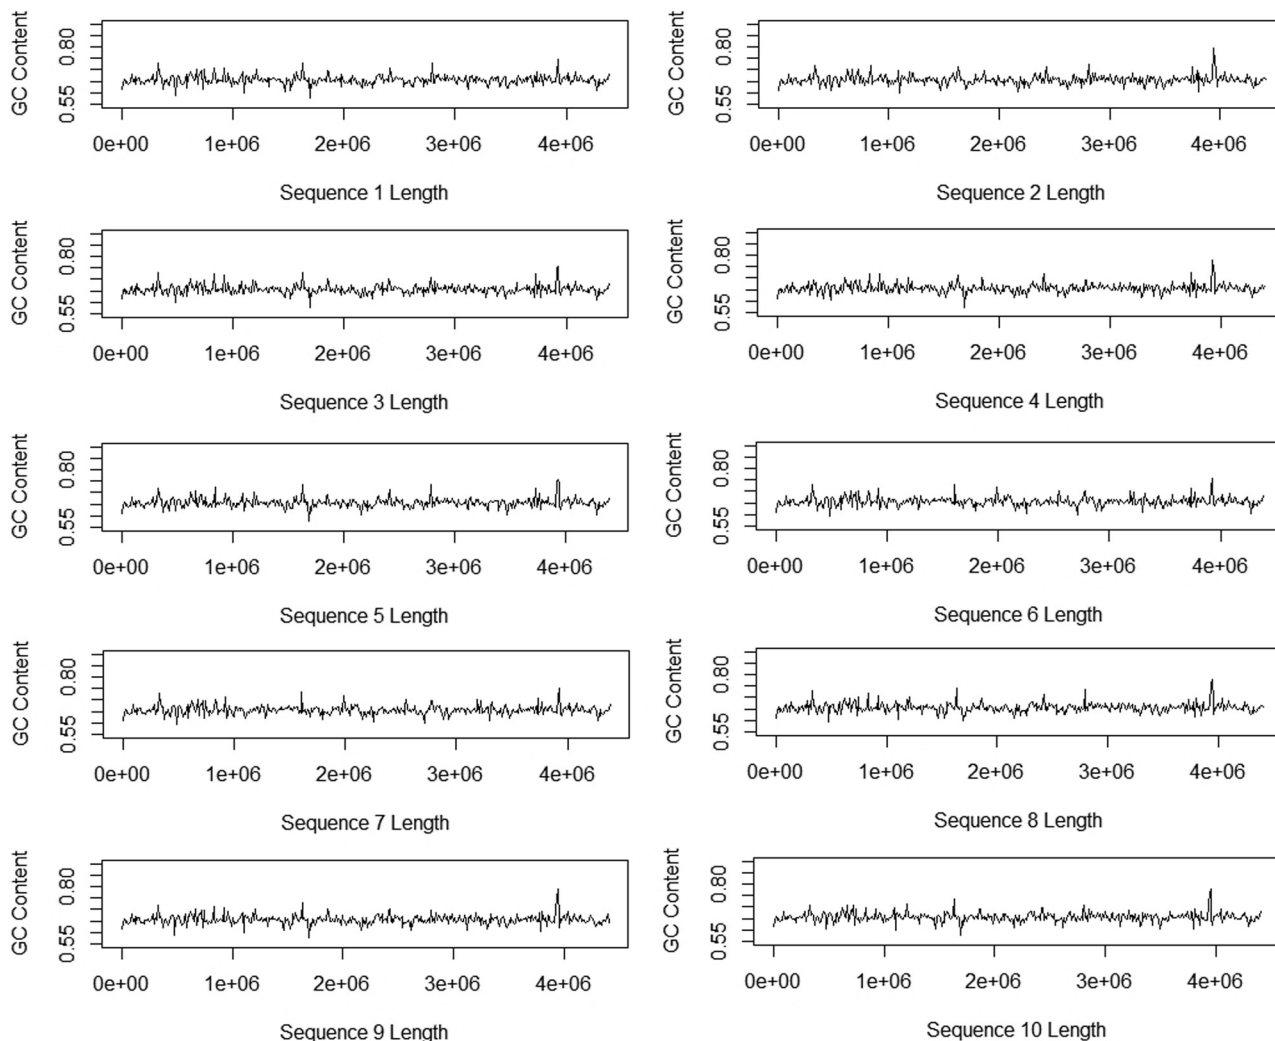 GC Content
0.80
0.55
0e+00 1e+06 2e+06 3e+06 4e+06
Sequence 1 Length
GC Content
0.80
0.55
0e+00 1e+06 2e+06 3e+06 4e+06
Sequence 2 Length
GC Content
0.80
0.55
0e+00 1e+06 2e+06 3e+06 4e+06
Sequence 3 Length
GC Content
0.80
0.55
0e+00 1e+06 2e+06 3e+06 4e+06
Sequence 4 Length
GC Content
0.80
0.55
0e+00 1e+06 2e+06 3e+06 4e+06
Sequence 5 Length
GC Content
0.80
0.55
0e+00 1e+06 2e+06 3e+06 4e+06
Sequence 6 Length
GC Content
0.80
0.55
0e+00 1e+06 2e+06 3e+06 4e+06
Sequence 7 Length
GC Content
0.80
0.55
0e+00 1e+06 2e+06 3e+06 4e+06
Sequence 8 Length
GC Content
0.80
0.55
0e+00 1e+06 2e+06 3e+06 4e+06
Sequence 9 Length
GC Content
0.80
0.55
0e+00 1e+06 2e+06 3e+06 4e+06
Sequence 10 Length